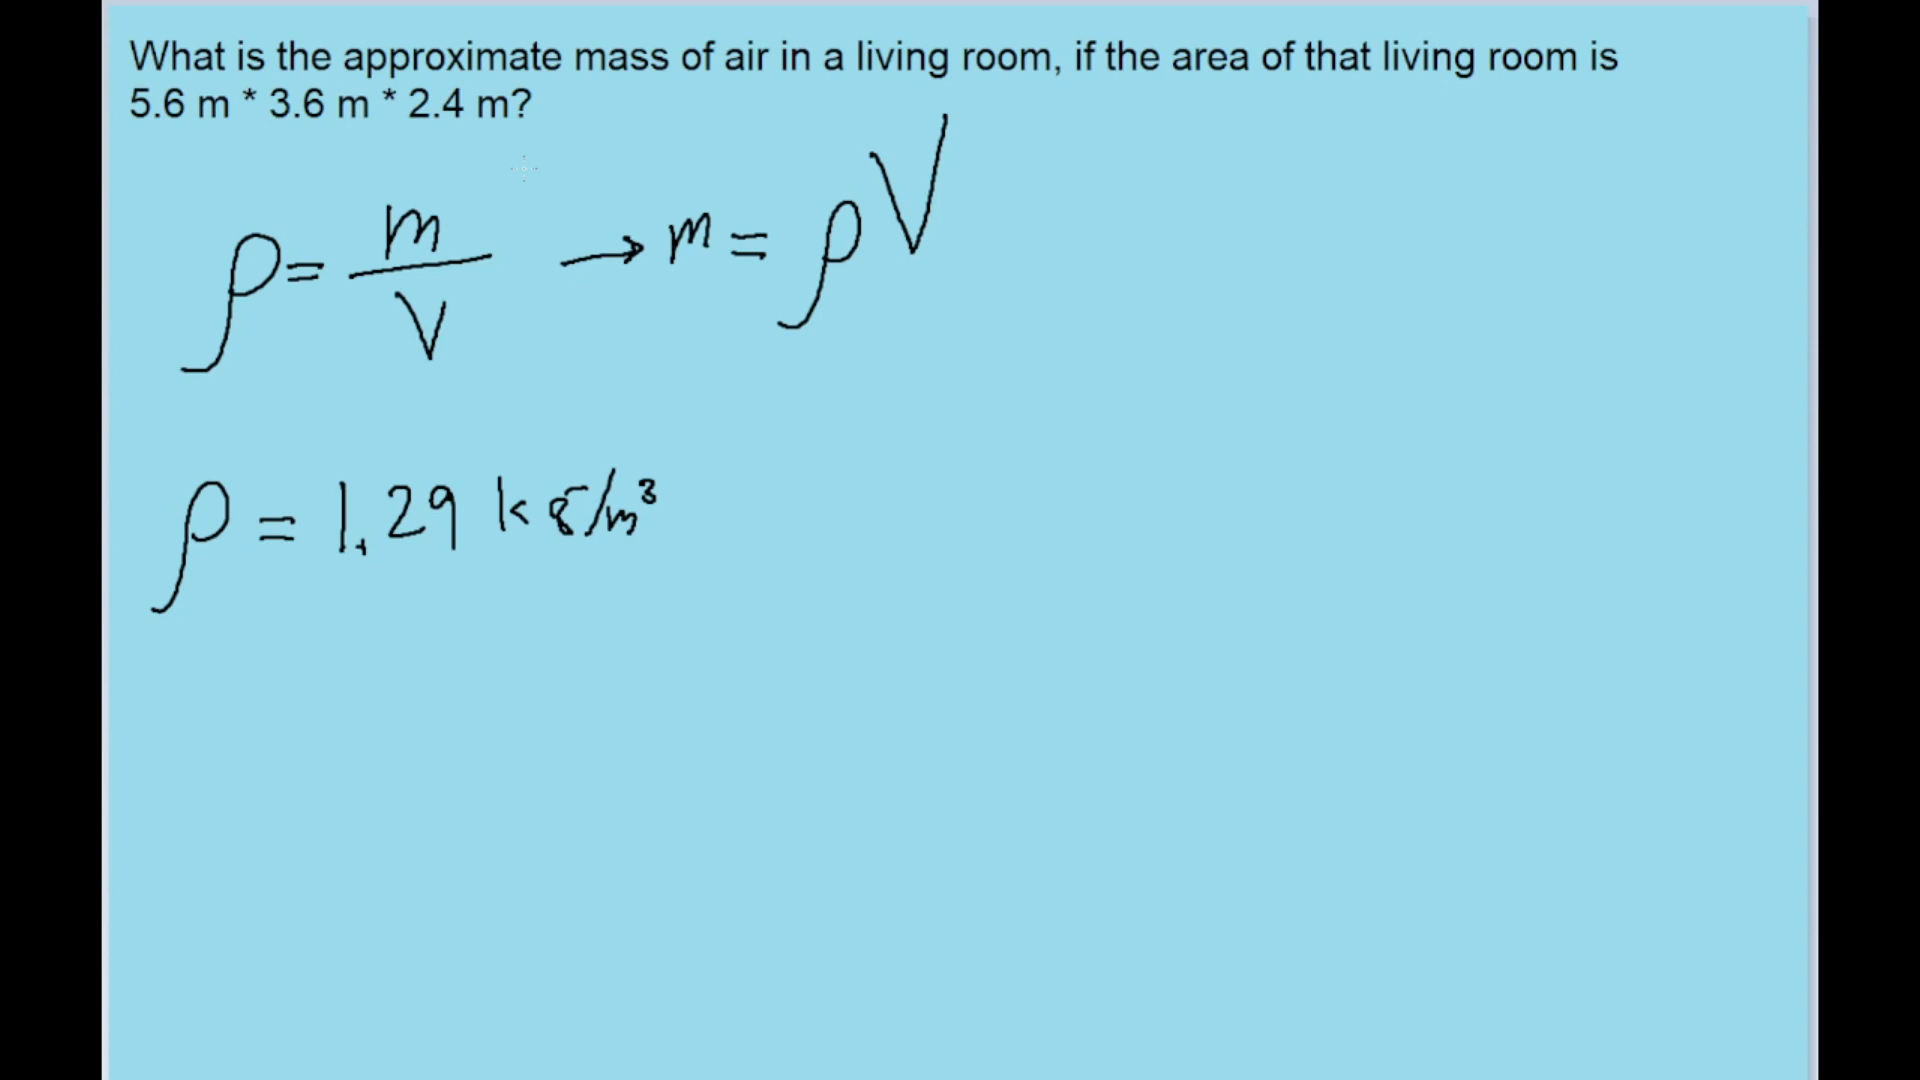 What is the approximate mass of air in a living room, if the area of that living room is
5.6 m * 3.6 m * 2.4 m?
ρ = m/V → m = ρV
ρ = 1.29 kg/m³